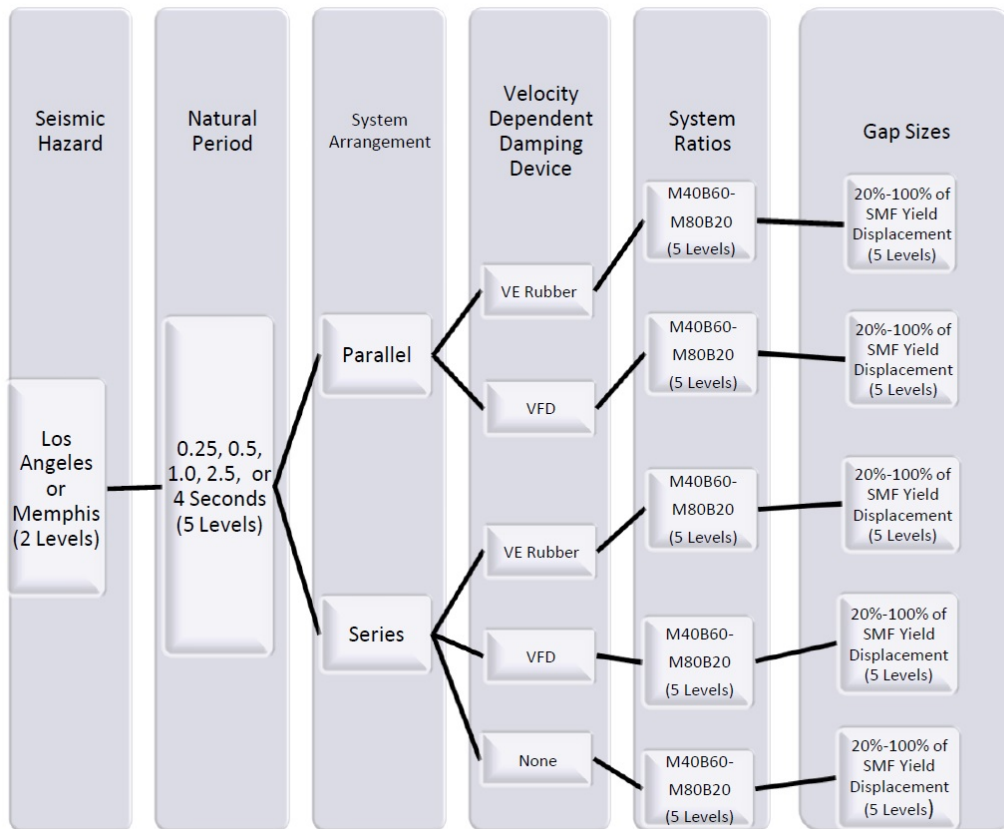 Seismic
Hazard
Natural
Period
System
Arrangement
Velocity
Dependent
Damping
Device
System
Ratios
Gap Sizes
Los
Angeles
or
Memphis
(2 Levels)
0.25, 0.5,
1.0, 2.5, or
4 Seconds
(5 Levels)
Parallel
Series
VE Rubber
VFD
VE Rubber
VFD
None
M40B60-
M80B20
(5 Levels)
M40B60-
M80B20
(5 Levels)
M40B60-
M80B20
(5 Levels)
M40B60-
M80B20
(5 Levels)
M40B60-
M80B20
(5 Levels)
20%-100% of
SMF Yield
Displacement
(5 Levels)
20%-100% of
SMF Yield
Displacement
(5 Levels)
20%-100% of
SMF Yield
Displacement
(5 Levels)
20%-100% of
SMF Yield
Displacement
(5 Levels)
20%-100% of
SMF Yield
Displacement
(5 Levels)